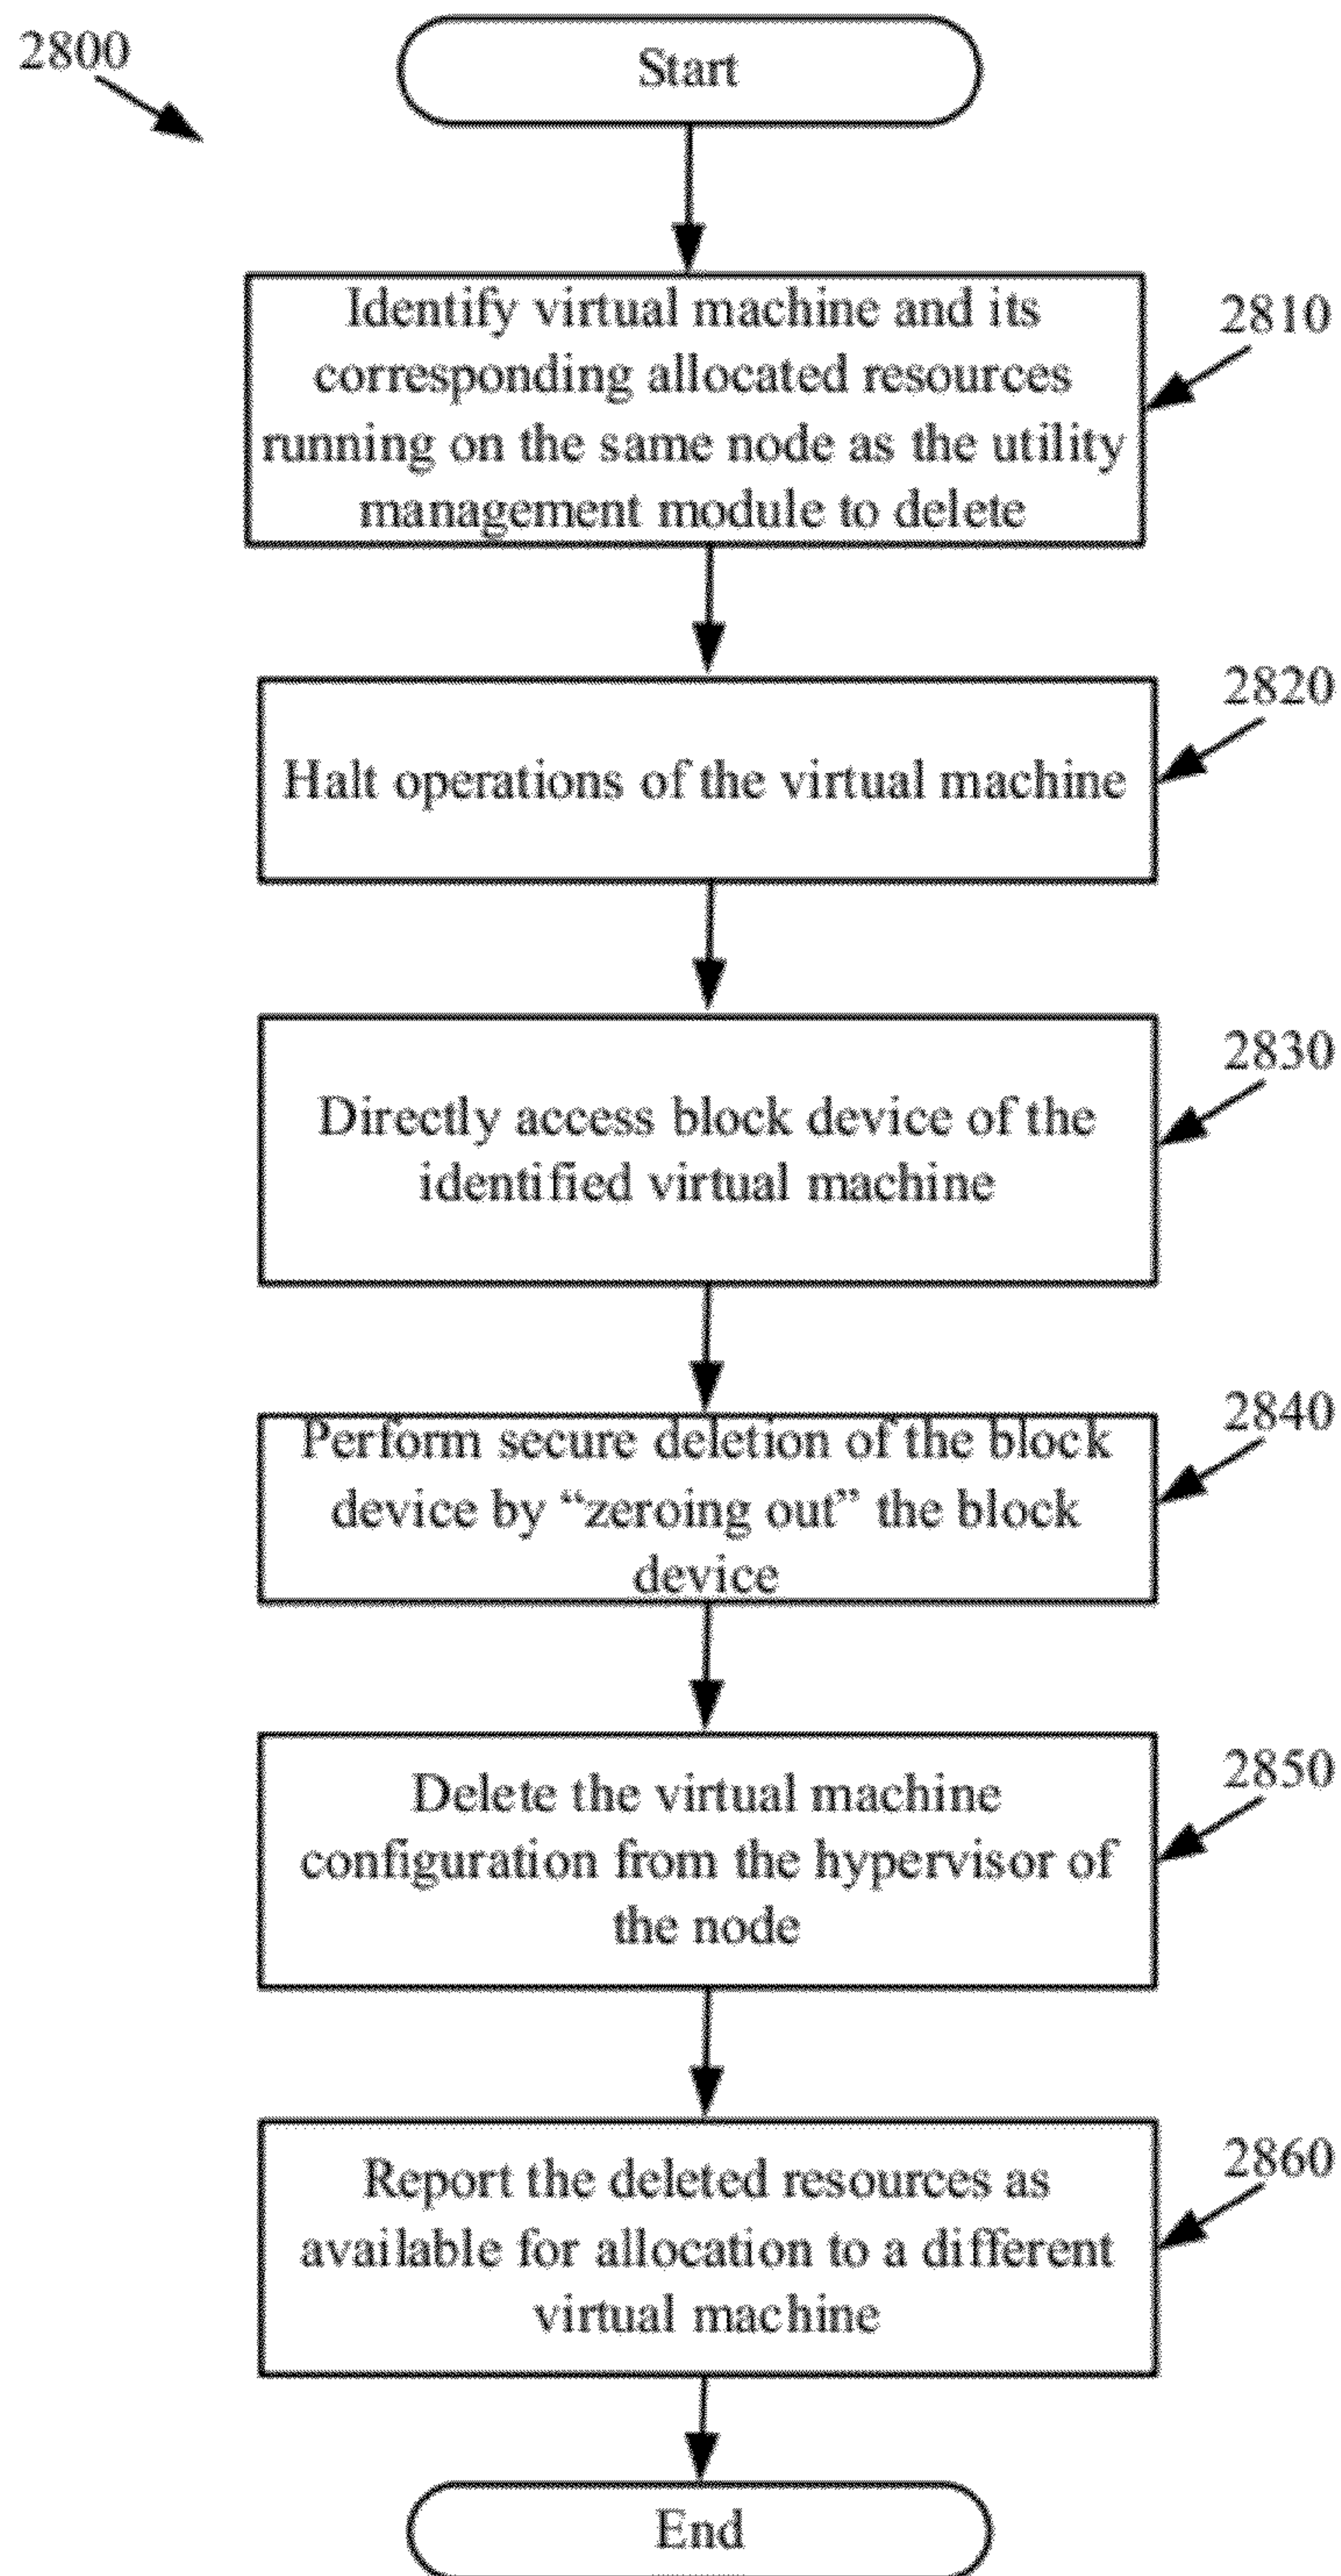 2800
Start
Identify virtual machine and its
corresponding allocated resources
running on the same node as the utility
management module to delete
2810
Halt operations of the virtual machine
2820
Directly access block device of the
identified virtual machine
2830
Perform secure deletion of the block
device by “zeroing out” the block
device
2840
Delete the virtual machine
configuration from the hypervisor of
the node
2850
Report the deleted resources as
available for allocation to a different
virtual machine
2860
End